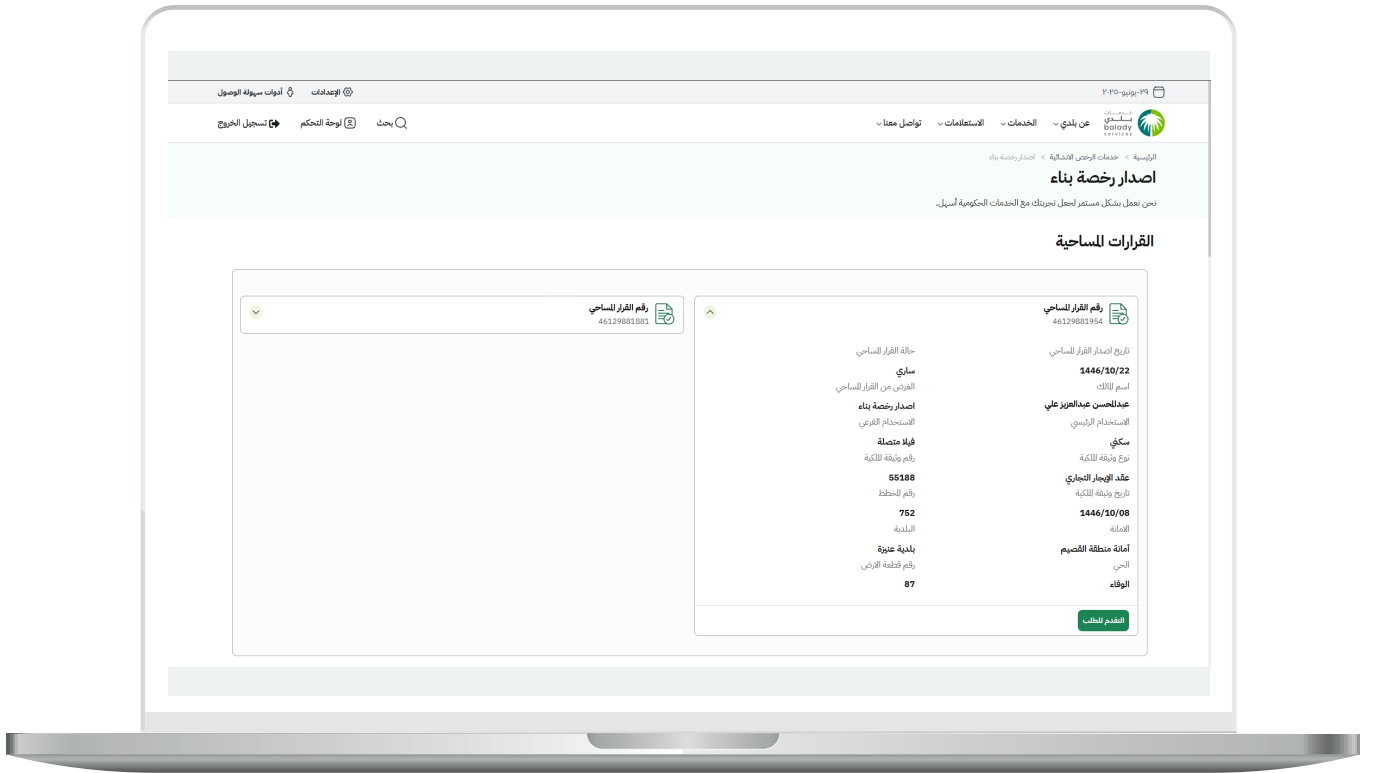 ٢٩-يونيو-٢٠٢٥
الإعدادات
أدوات سهولة الوصول
خدمات
بلدي
balady
services
عن بلدي
الخدمات
الاستعلامات
تواصل معنا
بحث
لوحة التحكم
تسجيل الخروج
الرئيسية > خدمات الرخص الانشائية > اصدار رخصة بناء
اصدار رخصة بناء
نحن نعمل بشكل مستمر لجعل تجربتك مع الخدمات الحكومية أسهل.
القرارات المساحية
رقم القرار المساحي
46129881954
تاريخ اصدار القرار المساحي
1446/10/22
حالة القرار المساحي
ساري
اسم المالك
عبدالمحسن عبدالعزيز علي
الغرض من القرار المساحي
اصدار رخصة بناء
الاستخدام الرئيسي
سكني
الاستخدام الفرعي
فيلا متصلة
نوع وثيقة الملكية
عقد الإيجار التجاري
رقم وثيقة الملكية
55188
تاريخ وثيقة الملكية
1446/10/08
رقم المخطط
752
الامانة
أمانة منطقة القصيم
البلدية
بلدية عنيزة
الحي
الوفاء
رقم قطعة الارض
87
التقدم للطلب
رقم القرار المساحي
46129881881